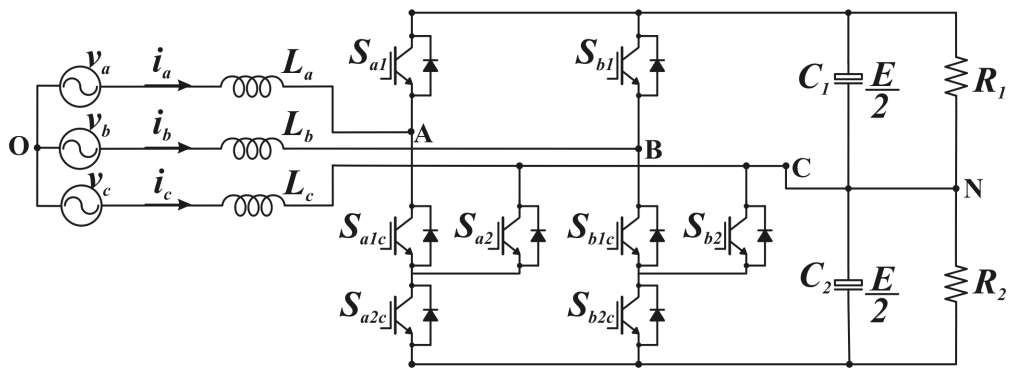 v_a i_a L_a
S_a1 S_b1
C_1 E/2 R_1
A
v_b i_b L_b
O B
v_c i_c L_c
C
N
S_a1c S_a2 S_b1c S_b2
C_2 E/2 R_2
S_a2c S_b2c